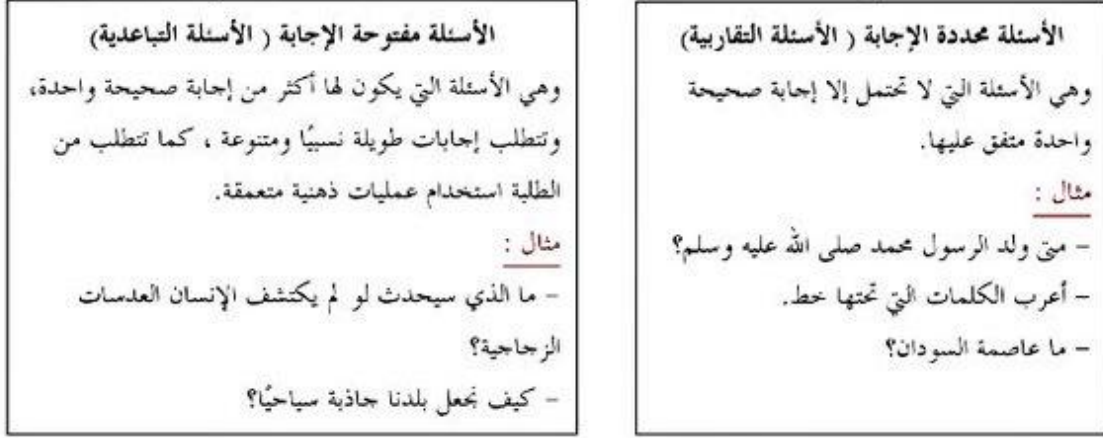 الأسئلة محددة الإجابة ( الأسئلة التقاربية)
وهي الأسئلة التي لا تحتمل إلا إجابة صحيحة
واحدة متفق عليها.
مثال :
– متى ولد الرسول محمد صلى الله عليه وسلم؟
– أعرب الكلمات التي تحتها خط.
– ما عاصمة السودان؟
الأسئلة مفتوحة الإجابة ( الأسئلة التباعدية)
وهي الأسئلة التي يكون لها أكثر من إجابة صحيحة واحدة،
وتتطلب إجابات طويلة نسبيًا ومتنوعة ، كما تتطلب من
الطلبة استخدام عمليات ذهنية متعمقة.
مثال :
– ما الذي سيحدث لو لم يكتشف الإنسان العدسات
الزجاجية؟
– كيف نجعل بلدنا جاذبة سياحيًا؟